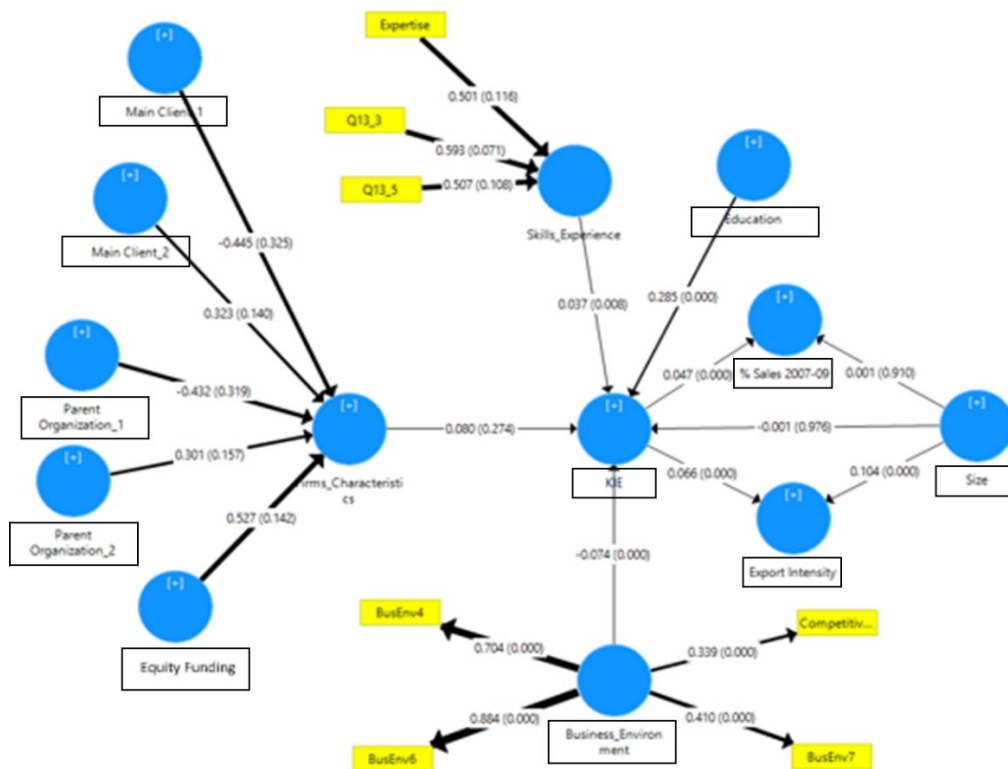 Expertise
[+]
Main Client_1
0.501 (0.116)
Q13_3
0.593 (0.071)
Q13_5
0.507 (0.108)
Skills_Experience
[+]
Education
[+]
Main Client_2
-0.445 (0.325)
0.323 (0.140)
0.037 (0.008)
0.285 (0.000)
[+]
% Sales 2007-09
[+]
Parent
Organization_1
-0.432 (0.319)
0.047 (0.000)
0.001 (0.910)
[+]
Firms_Characteristi
cs
0.080 (0.274)
[+]
KIE
-0.001 (0.976)
Size
[+]
Parent
Organization_2
0.301 (0.157)
0.066 (0.000)
0.104 (0.000)
[+]
Export Intensity
0.527 (0.142)
[+]
Equity Funding
-0.074 (0.000)
BusEnv4
0.704 (0.000)
Competitiv...
0.339 (0.000)
0.884 (0.000)
0.410 (0.000)
Business_Environ
ment
BusEnv6
BusEnv7